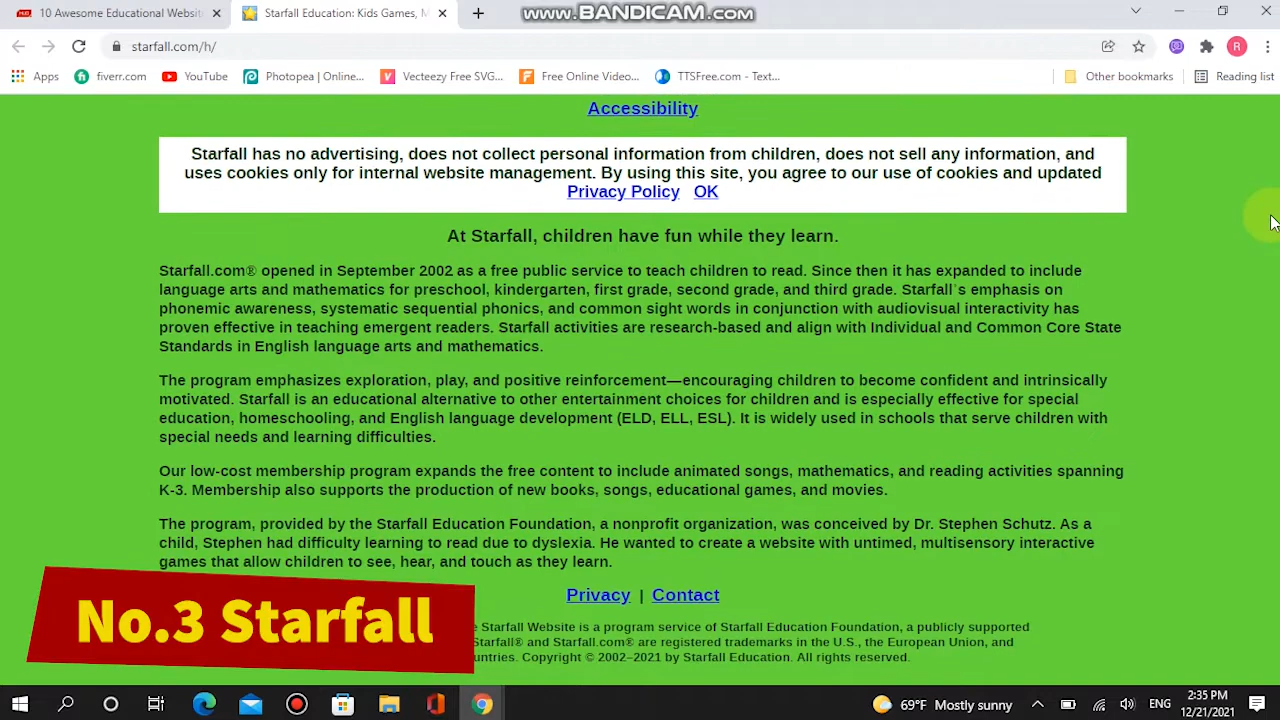 www.BANDICAM.com
10 Awesome Educational Websit
Starfall Education: Kids Games, M
starfall.com/h/
R
Apps
fiverr.com
YouTube
Photopea | Online...
Vecteezy Free SVG...
Free Online Video...
TTSFree.com - Text...
Other bookmarks
Reading list
Accessibility
Starfall has no advertising, does not collect personal information from children, does not sell any information, and
uses cookies only for internal website management. By using this site, you agree to our use of cookies and updated
Privacy Policy OK
At Starfall, children have fun while they learn.
Starfall.com® opened in September 2002 as a free public service to teach children to read. Since then it has expanded to include
language arts and mathematics for preschool, kindergarten, first grade, second grade, and third grade. Starfall's emphasis on
phonemic awareness, systematic sequential phonics, and common sight words in conjunction with audiovisual interactivity has
proven effective in teaching emergent readers. Starfall activities are research-based and align with Individual and Common Core State
Standards in English language arts and mathematics.
The program emphasizes exploration, play, and positive reinforcement—encouraging children to become confident and intrinsically
motivated. Starfall is an educational alternative to other entertainment choices for children and is especially effective for special
education, homeschooling, and English language development (ELD, ELL, ESL). It is widely used in schools that serve children with
special needs and learning difficulties.
Our low-cost membership program expands the free content to include animated songs, mathematics, and reading activities spanning
K-3. Membership also supports the production of new books, songs, educational games, and movies.
The program, provided by the Starfall Education Foundation, a nonprofit organization, was conceived by Dr. Stephen Schutz. As a
child, Stephen had difficulty learning to read due to dyslexia. He wanted to create a website with untimed, multisensory interactive
games that allow children to see, hear, and touch as they learn.
Privacy | Contact
No.3 Starfall
Starfall Website is a program service of Starfall Education Foundation, a publicly supported
Starfall® and Starfall.com® are registered trademarks in the U.S., the European Union, and
Copyright © 2002–2021 by Starfall Education. All rights reserved.
69°F Mostly sunny
ENG
2:35 PM
12/21/2021